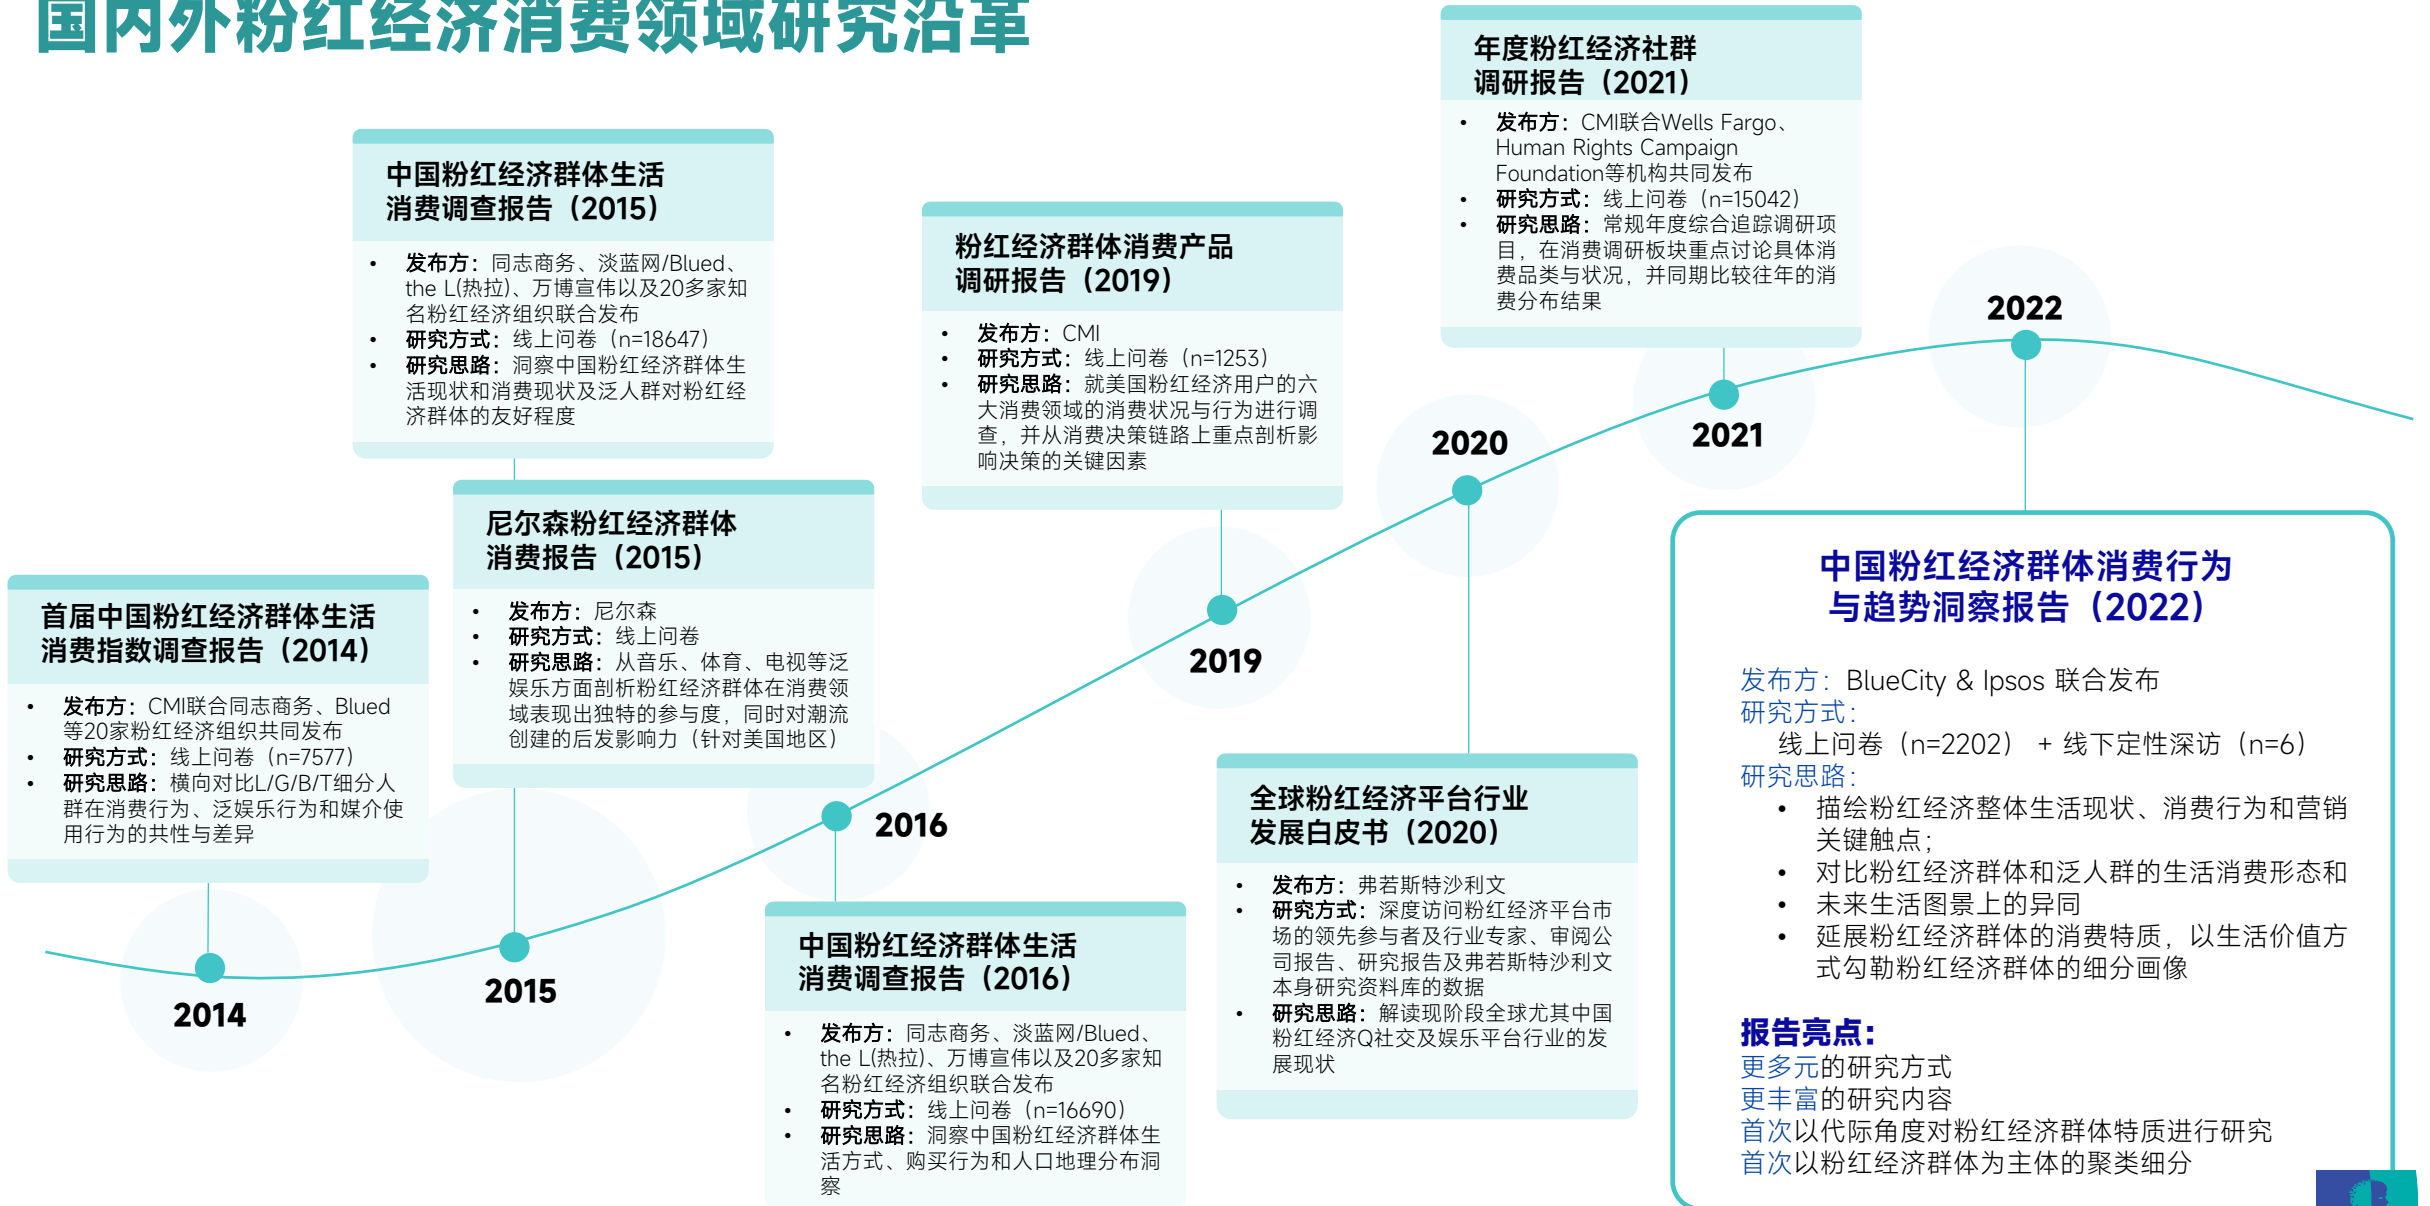 国内外粉红经济消费领域研究沿革
首届中国粉红经济群体生活
消费指数调查报告（2014）
• 发布方：CMI联合同志商务、Blued
等20家粉红经济组织共同发布
• 研究方式：线上问卷（n=7577）
• 研究思路：横向对比L/G/B/T细分人
群在消费行为、泛娱乐行为和媒介使
用行为的共性与差异
2014
中国粉红经济群体生活
消费调查报告（2015）
• 发布方：同志商务、淡蓝网/Blued、
the L(热拉)、万博宣伟以及20多家知
名粉红经济组织联合发布
• 研究方式：线上问卷（n=18647）
• 研究思路：洞察中国粉红经济群体生
活现状和消费现状及泛人群对粉红经
济群体的友好程度
尼尔森粉红经济群体
消费报告（2015）
• 发布方：尼尔森
• 研究方式：线上问卷
• 研究思路：从音乐、体育、电视等泛
娱乐方面剖析粉红经济群体在消费领
域表现出独特的参与度，同时对潮流
创建的后发影响力（针对美国地区）
2015
2016
中国粉红经济群体生活
消费调查报告（2016）
• 发布方：同志商务、淡蓝网/Blued、
the L(热拉)、万博宣伟以及20多家知
名粉红经济组织联合发布
• 研究方式：线上问卷（n=16690）
• 研究思路：洞察中国粉红经济群体生
活方式、购买行为和人口地理分布洞
察
粉红经济群体消费产品
调研报告（2019）
• 发布方：CMI
• 研究方式：线上问卷（n=1253）
• 研究思路：就美国粉红经济用户的六
大消费领域的消费状况与行为进行调
查，并从消费决策链路上重点剖析影
响决策的关键因素
2019
2020
全球粉红经济平台行业
发展白皮书（2020）
• 发布方：弗若斯特沙利文
• 研究方式：深度访问粉红经济平台市
场的领先参与者及行业专家、审阅公
司报告、研究报告及弗若斯特沙利文
本身研究资料库的数据
• 研究思路：解读现阶段全球尤其中国
粉红经济Q社交及娱乐平台行业的发
展现状
年度粉红经济社群
调研报告（2021）
• 发布方：CMI联合Wells Fargo、
Human Rights Campaign
Foundation等机构共同发布
• 研究方式：线上问卷（n=15042）
• 研究思路：常规年度综合追踪调研项
目，在消费调研板块重点讨论具体消
费品类与状况，并同期比较往年的消
费分布结果
2021
2022
中国粉红经济群体消费行为
与趋势洞察报告（2022）
发布方：BlueCity & Ipsos 联合发布
研究方式：
线上问卷（n=2202） + 线下定性深访（n=6）
研究思路：
• 描绘粉红经济整体生活现状、消费行为和营销
关键触点；
• 对比粉红经济群体和泛人群的生活消费形态和
• 未来生活图景上的异同
• 延展粉红经济群体的消费特质，以生活价值方
式勾勒粉红经济群体的细分画像
报告亮点：
更多元的研究方式
更丰富的研究内容
首次以代际角度对粉红经济群体特质进行研究
首次以粉红经济群体为主体的聚类细分